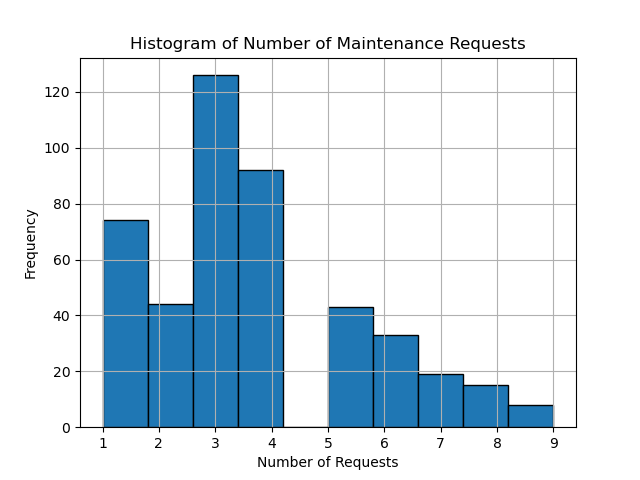 Histogram of Number of Maintenance Requests
120
100
80
60
40
20
0
Frequency
1 2 3 4 5 6 7 8 9
Number of Requests